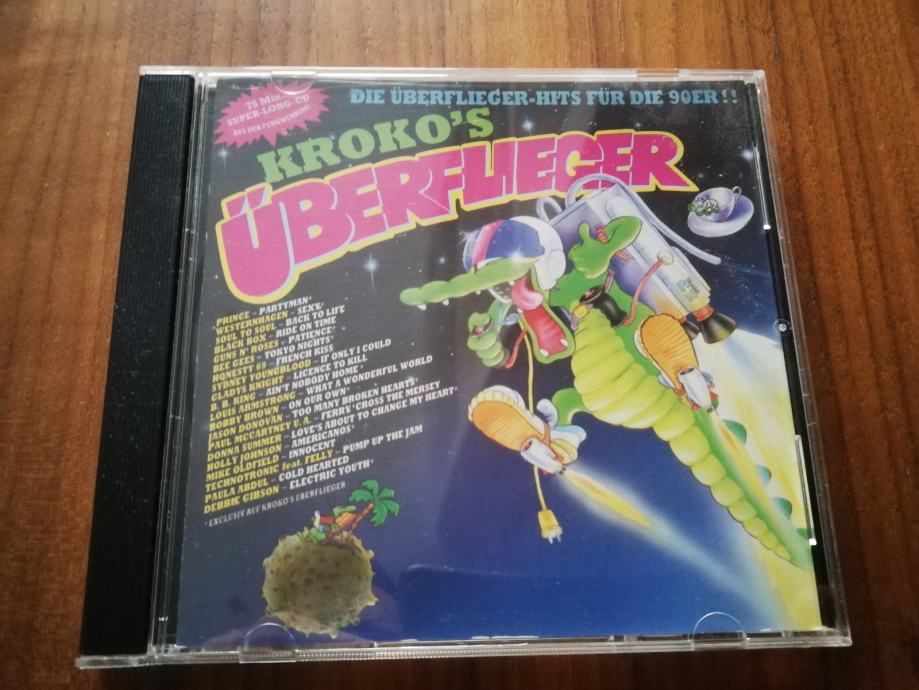 75 MIN.
SUPER-LONG-CD
AUS DER FUNKWERBUNG
DIE ÜBERFLIEGER-HITS FÜR DIE 90ER!!
KROKO'S
ÜBERFLIEGER
PRINCE – PARTYMAN*
*WESTERNHAGEN – SEXY*
SOUL TO SOUL – BACK TO LIFE
BLACK BOX – RIDE ON TIME
GUNS N' ROSES – PATIENCE*
BEE GEES – TOKYO NIGHTS*
HONESTY 69 – FRENCH KISS
SYDNEY YOUNGBLOOD – IF ONLY I COULD
GLADYS KNIGHT – LICENCE TO KILL
B. B. KING – AIN'T NOBODY HOME*
LOUIS ARMSTRONG – WHAT A WONDERFUL WORLD
BOBBY BROWN – ON OUR OWN*
JASON DONOVAN – TOO MANY BROKEN HEARTS*
PAUL MCCARTNEY U. A. – FERRY 'CROSS THE MERSEY
DONNA SUMMER – LOVE'S ABOUT TO CHANGE MY HEART*
HOLLY JOHNSON – AMERICANOS*
MIKE OLDFIELD – INNOCENT
TECHNOTRONIC feat. FELLY – PUMP UP THE JAM
PAULA ABDUL – COLD HEARTED
DEBBIE GIBSON – ELECTRIC YOUTH*
*EXCLUSIV AUF KROKO'S ÜBERFLIEGER